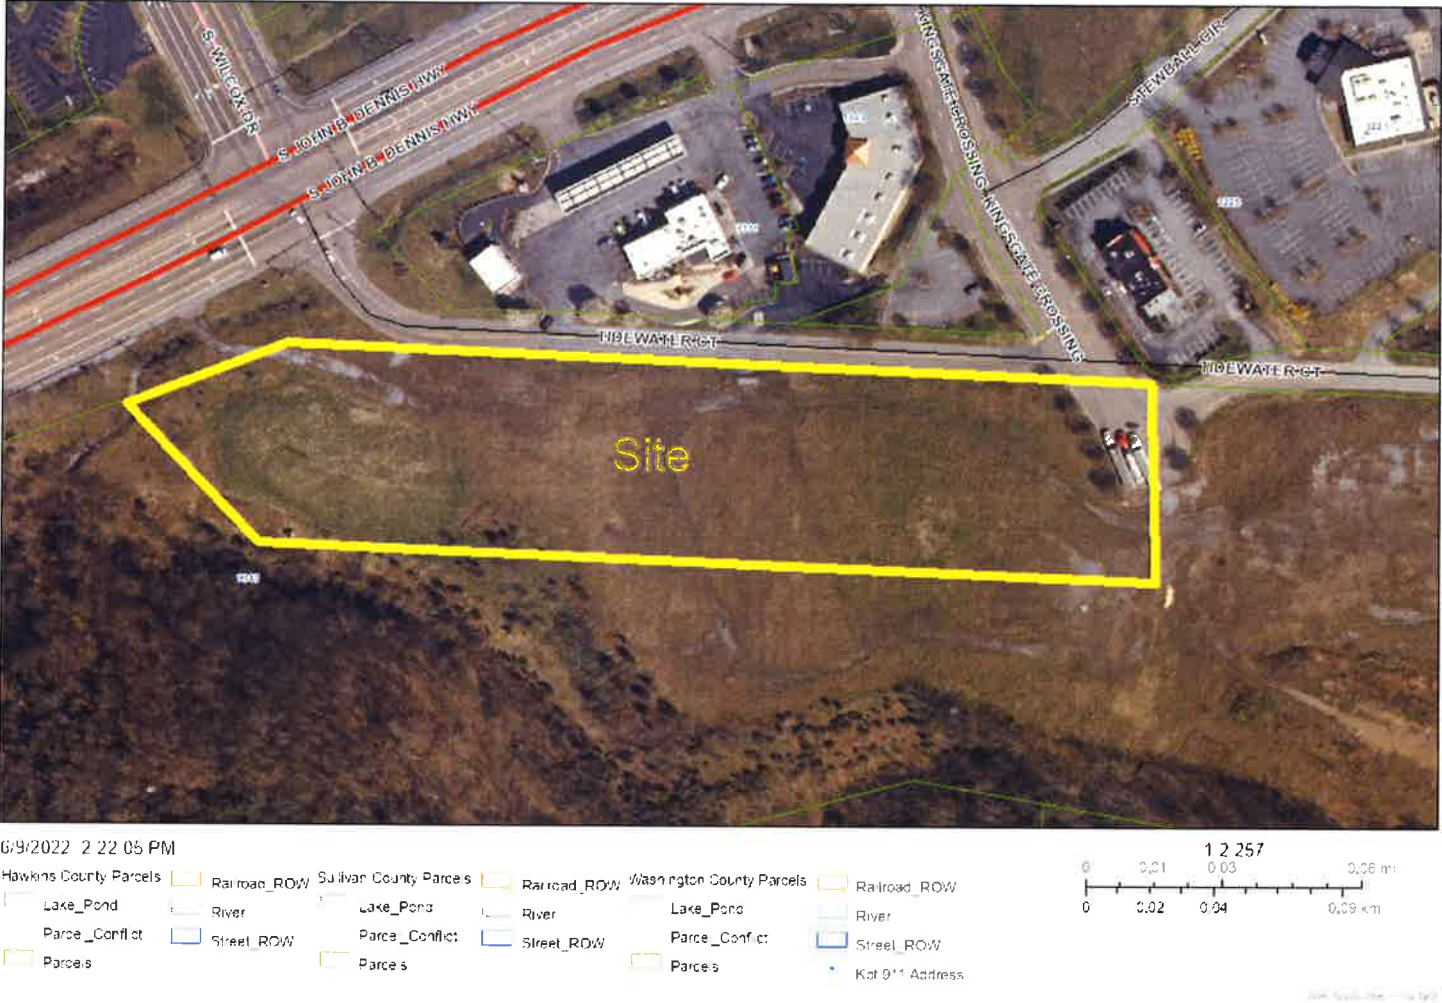 S WILCOX DR
S JOHN B DENNIS HWY
S JOHN B DENNIS HWY
KINGSGATE CROSSING
KINGSGATE CROSSING
STEWBALL CIR
TIDEWATER CT
TIDEWATER CT
Site
6/9/2022 2 22 05 PM
Hawkins County Parcels
Lake_Pond
Parcel_Conflict
Parcels
Railroad_ROW
River
Street_ROW
Sullivan County Parcels
Lake_Pond
Parcel_Conflict
Parcels
Railroad_ROW
River
Street_ROW
Washington County Parcels
Lake_Pond
Parcel_Conflict
Parcels
Railroad_ROW
River
Street_ROW
Kpt 911 Address
1 2 257
0 0.01 0.03 0.06 mi
0 0.02 0.04 0.09 km